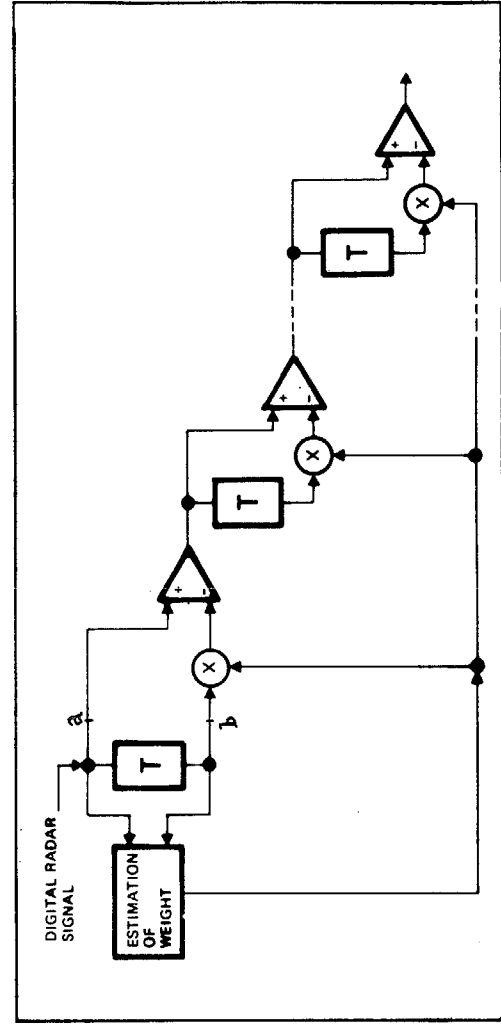 DIGITAL RADAR
SIGNAL
a
T
b
ESTIMATION
OF
WEIGHT
X
+
-
T
X
+
-
T
X
+
-